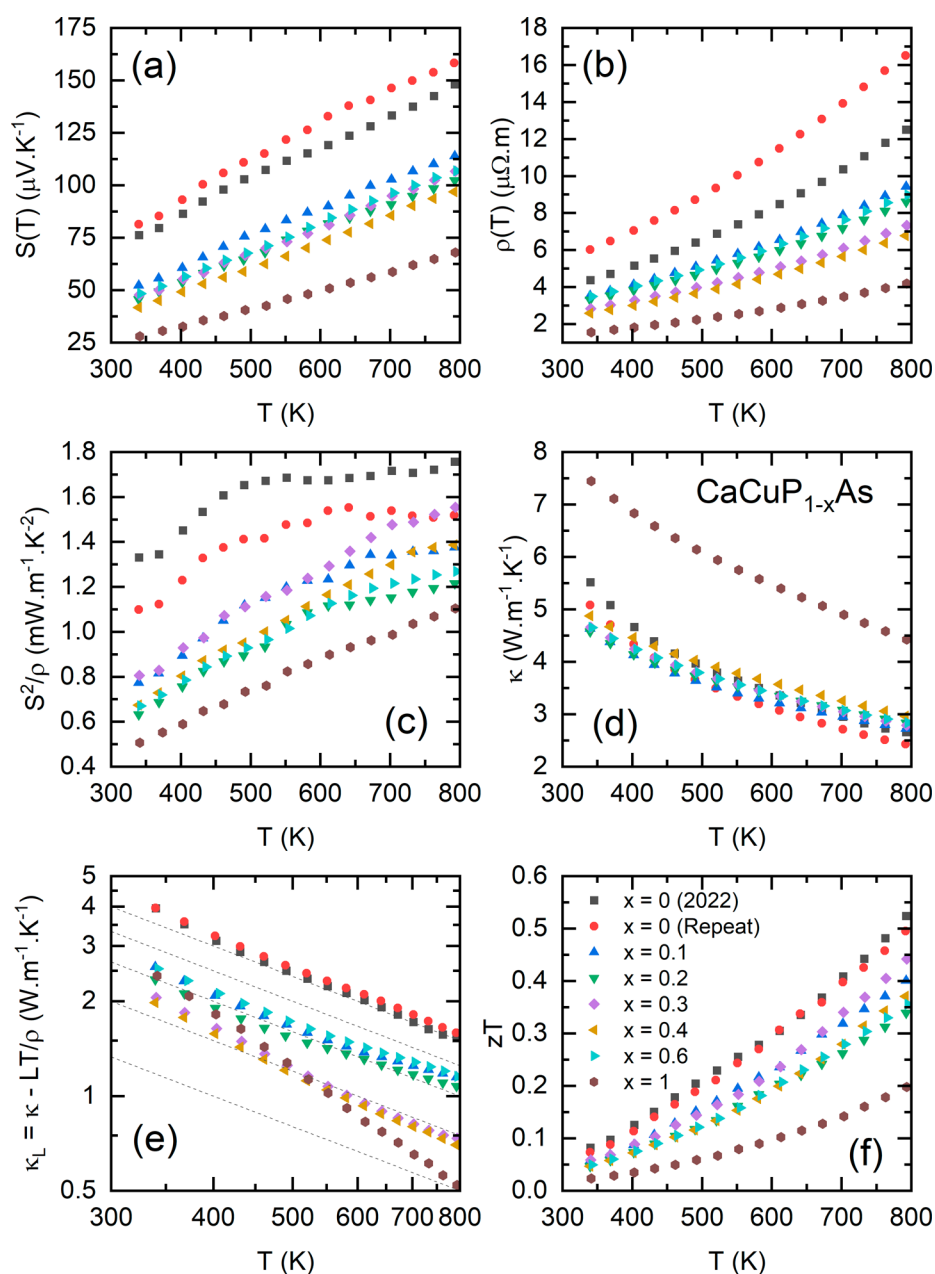 (a)
S(T) (μV.K⁻¹)
175
150
125
100
75
50
25
300 400 500 600 700 800
T (K)
(b)
ρ(T) (μΩ.m)
18
16
14
12
10
8
6
4
2
300 400 500 600 700 800
T (K)
(c)
S²/ρ (mW.m⁻¹.K⁻²)
1.8
1.6
1.4
1.2
1.0
0.8
0.6
0.4
300 400 500 600 700 800
T (K)
(d)
CaCuP₁₋ₓAs
κ (W.m⁻¹.K⁻¹)
8
7
6
5
4
3
2
300 400 500 600 700 800
T (K)
(e)
κ_L = κ - LT/ρ (W.m⁻¹.K⁻¹)
5
4
3
2
1
0.5
300 400 500 600 700 800
T (K)
(f)
zT
0.6
0.5
0.4
0.3
0.2
0.1
0.0
x = 0 (2022)
x = 0 (Repeat)
x = 0.1
x = 0.2
x = 0.3
x = 0.4
x = 0.6
x = 1
300 400 500 600 700 800
T (K)